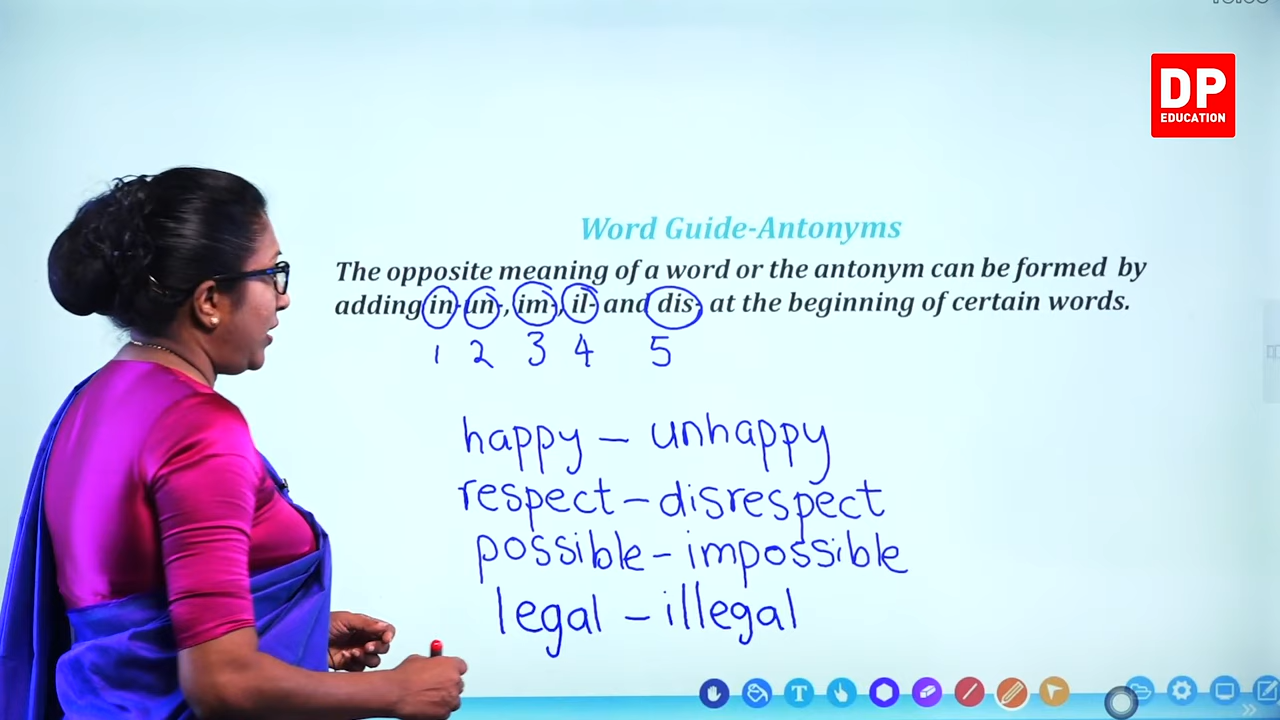 DP
EDUCATION
Word Guide-Antonyms
The opposite meaning of a word or the antonym can be formed by
adding in- un-, im-, il- and dis-, at the beginning of certain words.
1 2 3 4 5
happy – unhappy
respect – disrespect
possible – impossible
legal – illegal